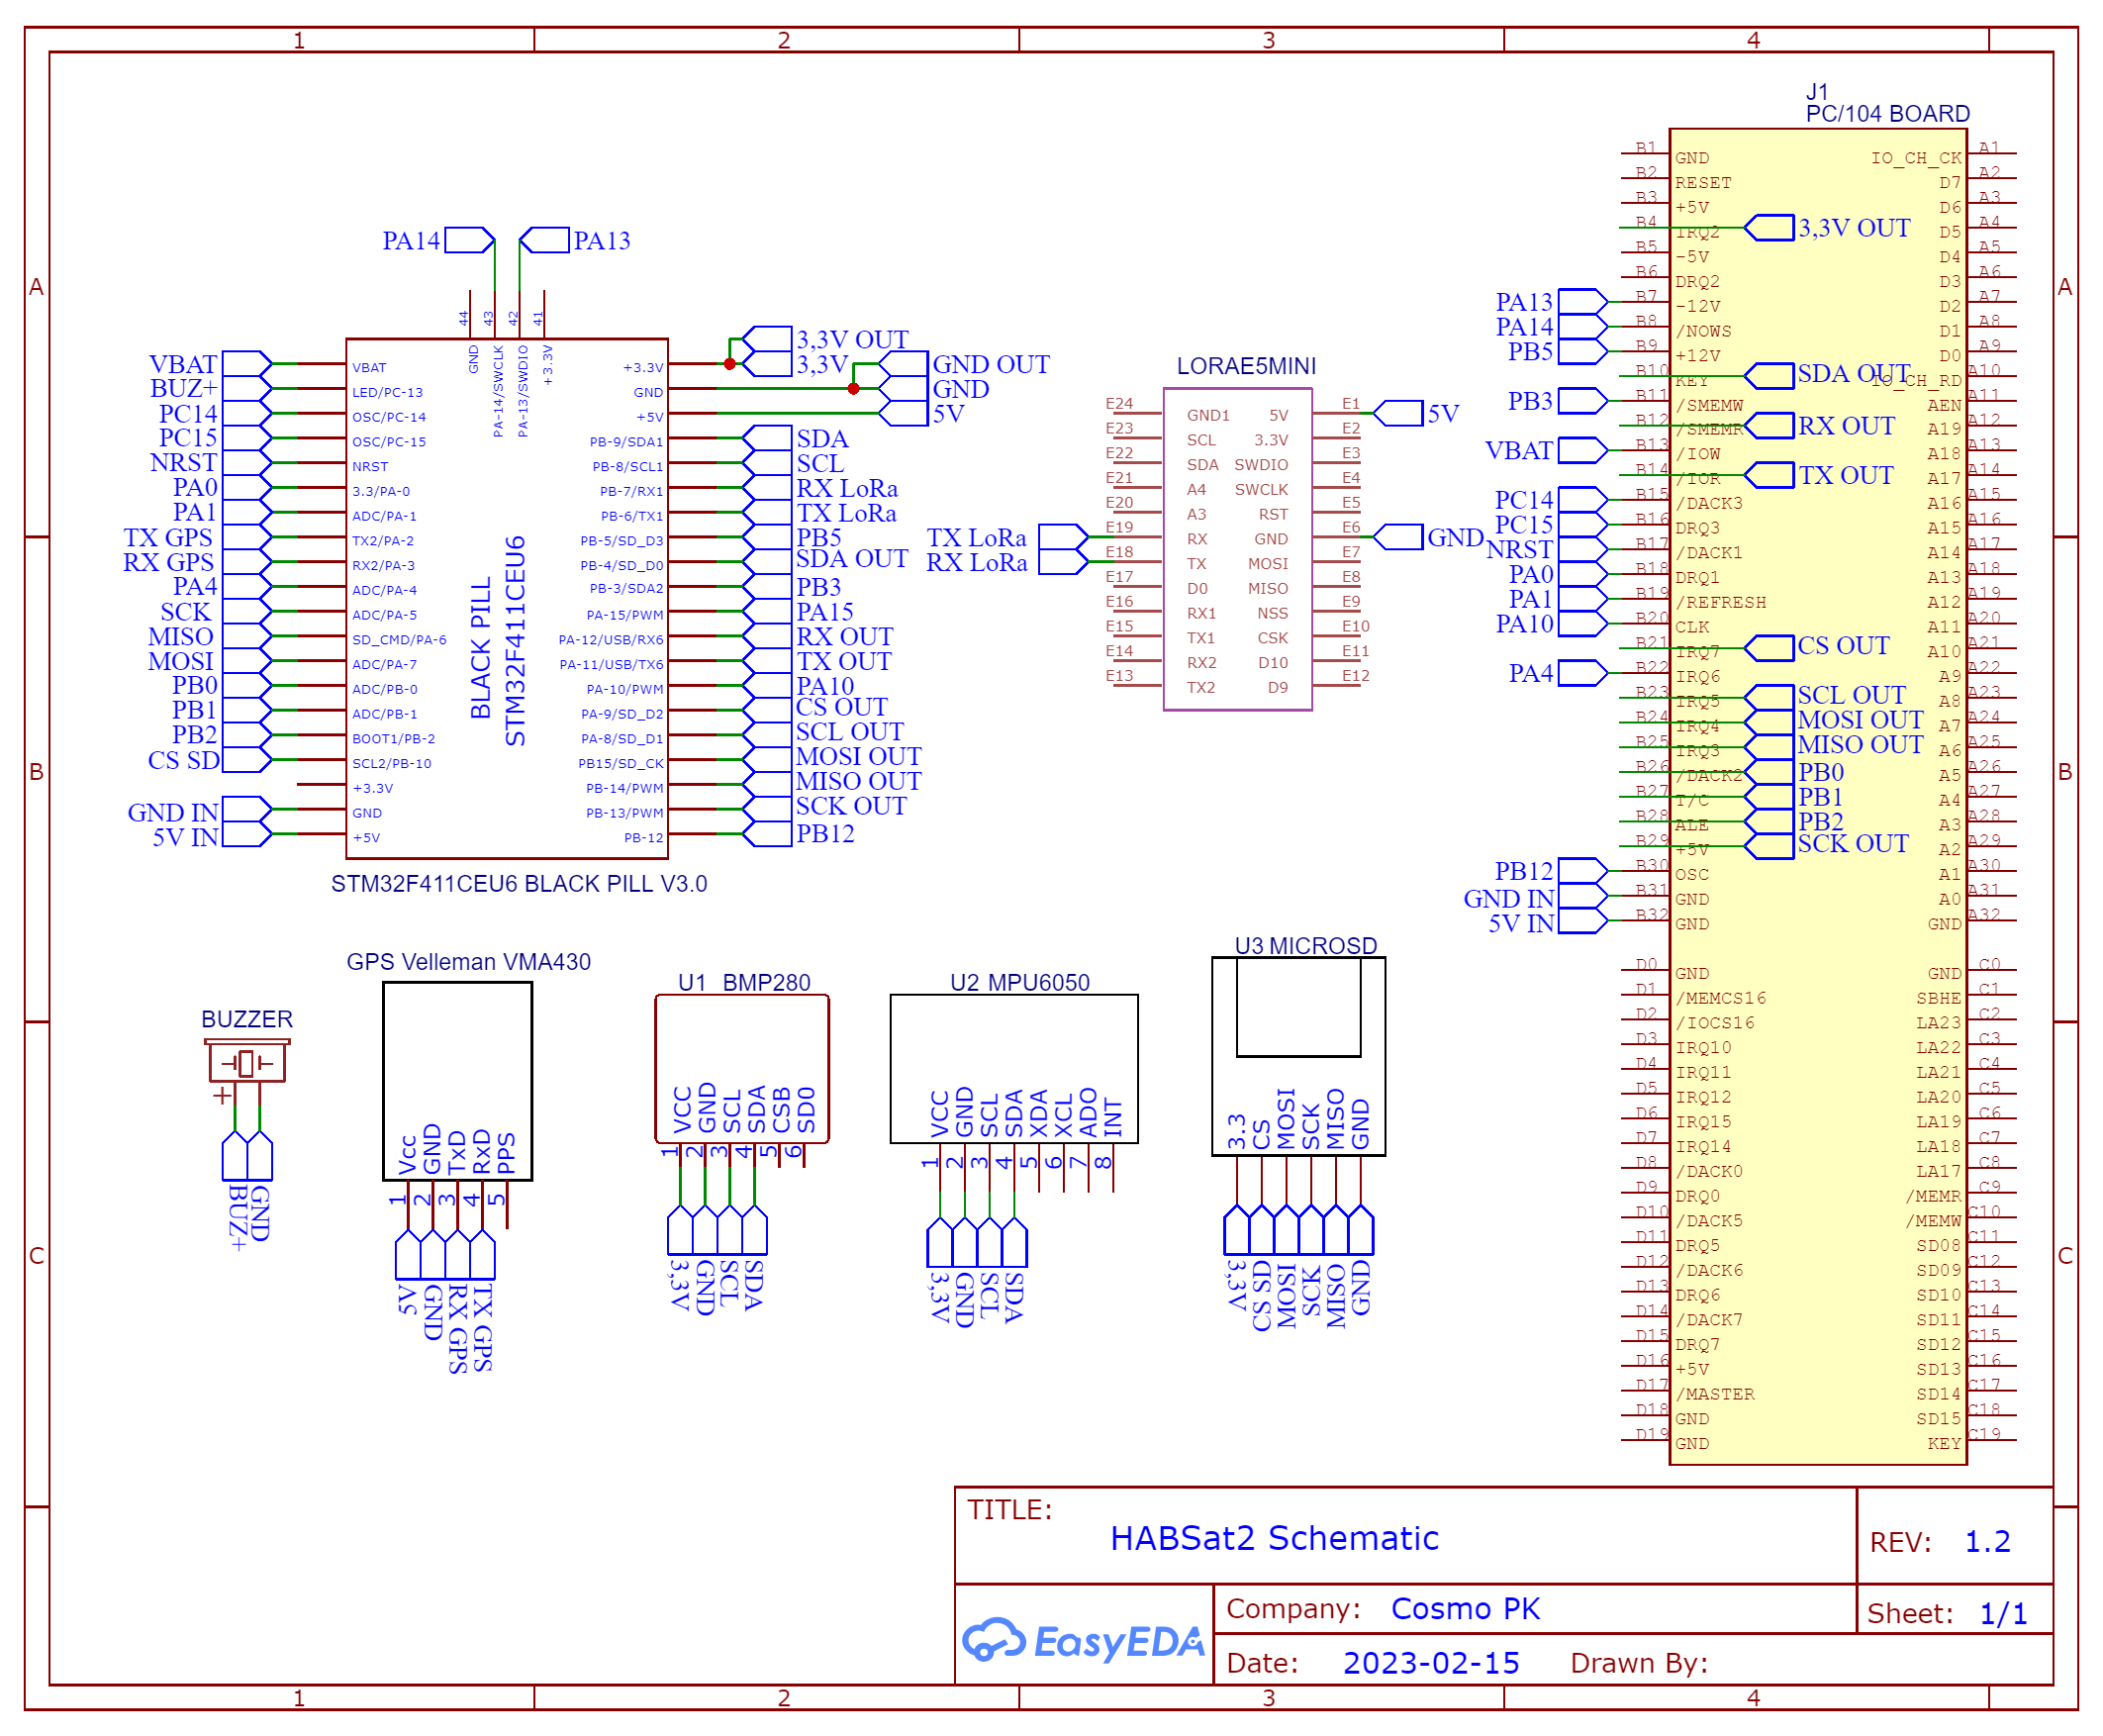 1 2 3 4
A A
B B
C C
1 2 3 4
PA14 PA13
44 43 42 41
GND
PA-14/SWCLK
PA-13/SWDIO
+3.3V
VBAT VBAT
BUZ+ LED/PC-13
PC14 OSC/PC-14
PC15 OSC/PC-15
NRST NRST
PA0 3.3/PA-0
PA1 ADC/PA-1
TX GPS TX2/PA-2
RX GPS RX2/PA-3
PA4 ADC/PA-4
SCK ADC/PA-5
MISO SD_CMD/PA-6
MOSI ADC/PA-7
PB0 ADC/PB-0
PB1 ADC/PB-1
PB2 BOOT1/PB-2
CS SD SCL2/PB-10
+3.3V
GND IN GND
5V IN +5V
BLACK PILL
STM32F411CEU6
+3.3V 3,3V OUT
3,3V
GND GND OUT
GND
+5V 5V
PB-9/SDA1 SDA
PB-8/SCL1 SCL
PB-7/RX1 RX LoRa
PB-6/TX1 TX LoRa
PB-5/SD_D3 PB5
PB-4/SD_D0 SDA OUT
PB-3/SDA2 PB3
PA-15/PWM PA15
PA-12/USB/RX6 RX OUT
PA-11/USB/TX6 TX OUT
PA-10/PWM PA10
PA-9/SD_D2 CS OUT
PA-8/SD_D1 SCL OUT
PB15/SD_CK MOSI OUT
PB-14/PWM MISO OUT
PB-13/PWM SCK OUT
PB-12 PB12
STM32F411CEU6 BLACK PILL V3.0
LORAE5MINI
E24 GND1 5V E1 5V
E23 SCL 3.3V E2
E22 SDA SWDIO E3
E21 A4 SWCLK E4
E20 A3 RST E5
TX LoRa E19 RX GND E6 GND
RX LoRa E18 TX MOSI E7
E17 D0 MISO E8
E16 RX1 NSS E9
E15 TX1 CSK E10
E14 RX2 D10 E11
E13 TX2 D9 E12
J1
PC/104 BOARD
B1 GND IO_CH_CK A1
B2 RESET D7 A2
B3 +5V D6 A3
B4 IRQ2 3,3V OUT D5 A4
B5 -5V D4 A5
B6 DRQ2 D3 A6
PA13 B7 -12V D2 A7
PA14 B8 /NOWS D1 A8
PB5 B9 +12V D0 A9
B10 KEY SDA OUT IO_CH_RD A10
PB3 B11 /SMEMW AEN A11
B12 /SMEMR RX OUT A19 A12
VBAT B13 /IOW A18 A13
B14 /IOR TX OUT A17 A14
PC14 B15 /DACK3 A16 A15
PC15 B16 DRQ3 A15 A16
NRST B17 /DACK1 A14 A17
PA0 B18 DRQ1 A13 A18
PA1 B19 /REFRESH A12 A19
PA10 B20 CLK A11 A20
B21 IRQ7 CS OUT A10 A21
PA4 B22 IRQ6 A9 A22
B23 IRQ5 SCL OUT A8 A23
B24 IRQ4 MOSI OUT A7 A24
B25 IRQ3 MISO OUT A6 A25
B26 /DACK2 PB0 A5 A26
B27 T/C PB1 A4 A27
B28 ALE PB2 A3 A28
B29 +5V SCK OUT A2 A29
PB12 B30 OSC A1 A30
GND IN B31 GND A0 A31
5V IN B32 GND GND A32
D0 GND GND C0
D1 /MEMCS16 SBHE C1
D2 /IOCS16 LA23 C2
D3 IRQ10 LA22 C3
D4 IRQ11 LA21 C4
D5 IRQ12 LA20 C5
D6 IRQ15 LA19 C6
D7 IRQ14 LA18 C7
D8 /DACK0 LA17 C8
D9 DRQ0 /MEMR C9
D10 /DACK5 /MEMW C10
D11 DRQ5 SD08 C11
D12 /DACK6 SD09 C12
D13 DRQ6 SD10 C13
D14 /DACK7 SD11 C14
D15 DRQ7 SD12 C15
D16 +5V SD13 C16
D17 /MASTER SD14 C17
D18 GND SD15 C18
D19 GND KEY C19
BUZZER
+
BUZ+ GND
GPS Velleman VMA430
Vcc GND TxD RxD PPS
1 2 3 4 5
5V GND RX GPS TX GPS
U1 BMP280
VCC GND SCL SDA CSB SD0
1 2 3 4 5 6
3,3V GND SCL SDA
U2 MPU6050
VCC GND SCL SDA XDA XCL ADO INT
1 2 3 4 5 6 7 8
3,3V GND SCL SDA
U3 MICROSD
3.3 CS MOSI SCK MISO GND
3,3V CS SD MOSI SCK MISO GND
TITLE:
HABSat2 Schematic
REV: 1.2
EasyEDA
Company: Cosmo PK
Sheet: 1/1
Date: 2023-02-15 Drawn By: